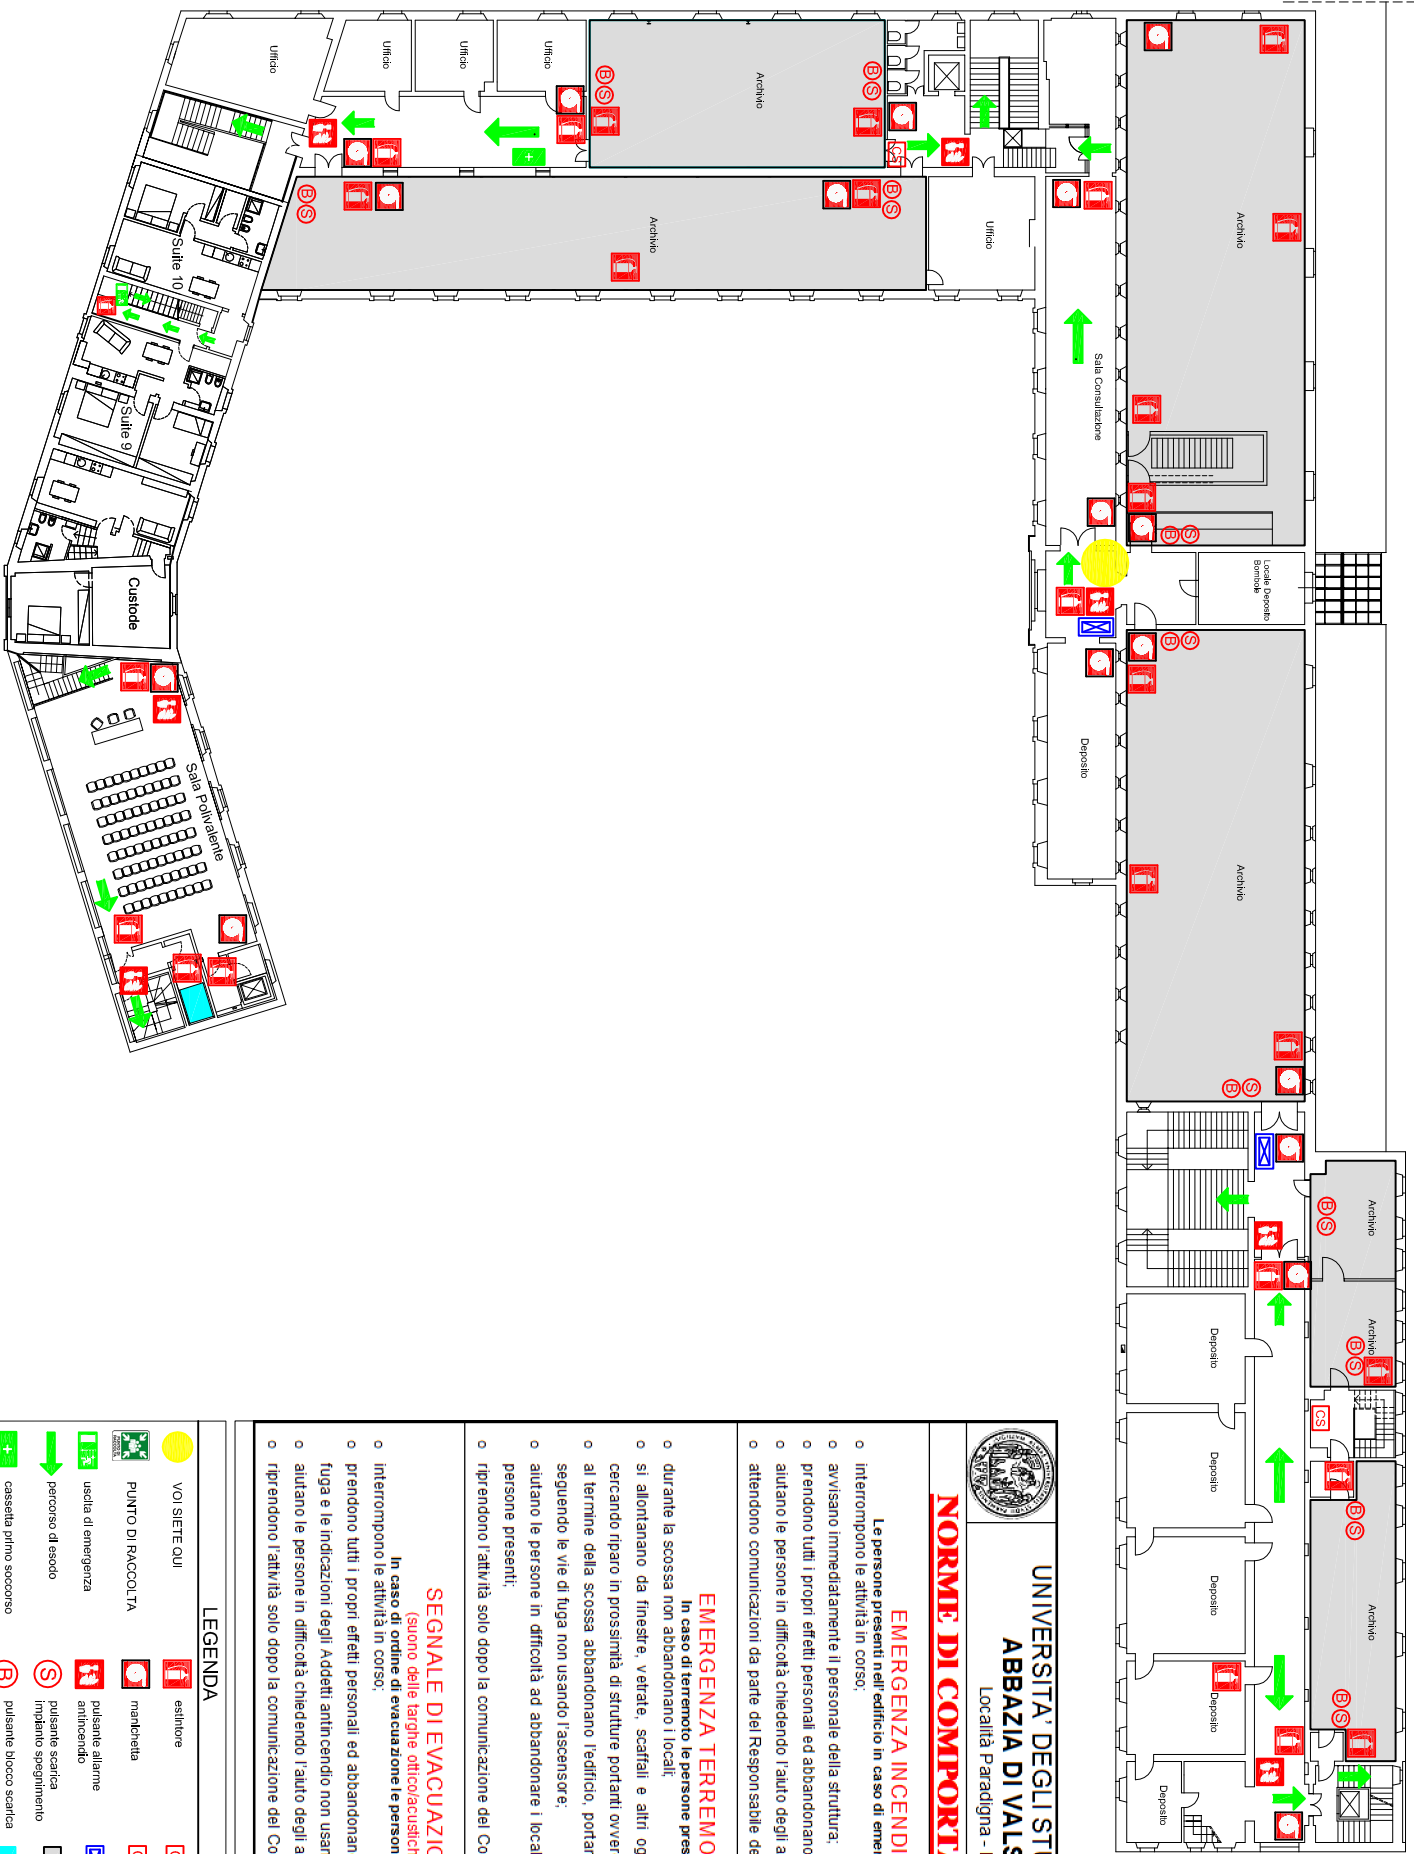 Ufficio
Ufficio
Ufficio
Ufficio
Archivio
Archivio
Ufficio
CS
Archivio
Sala Consultazione
Locale Deposito
Bombole
Deposito
Archivio
Suite 10
Suite 9
Custode
Sala Polivalente
Archivio
Archivio
CS
Archivio
Deposito
Deposito
Deposito
Deposito
Deposito
B
S
B
S
B
S
B
S
B
S
B
S
B
S
B
S
B
S
B
S
B
S
UNIVERSITA' DEGLI STU
ABBAZIA DI VALS
Località Paradigna -
NORME DI COMPORTA
EMERGENZA INCENDI
Le persone presenti nell'edificio in caso di emer
o interrompono le attività in corso;
o avvisano immediatamente il personale della struttura;
o prendono tutti i propri effetti personali ed abbandonano
o aiutano le persone in difficoltà chiedendo l'aiuto degli a
o attendono comunicazioni da parte del Responsabile de
EMERGENZA TERREMO
In caso di terremoto le persone pres
o durante la scossa non abbandonano i locali;
o si allontanano da finestre, vetrate, scaffali e altri og
cercando riparo in prossimità di strutture portanti ovver
o al termine della scossa abbandonano l'edificio, portan
seguendo le vie di fuga non usando l'ascensore;
o aiutano le persone in difficoltà ad abbandonare i local
persone presenti;
o riprendono l'attività solo dopo la comunicazione del Co
SEGNALE DI EVACUAZIO
(suono delle targhe ottico/acustich
In caso di ordine di evacuazione le person
o interrompono le attività in corso;
o prendono tutti i propri effetti personali ed abbandonan
fuga e le indicazioni degli Addetti antincendio non usan
o aiutano le persone in difficoltà chiedendo l'aiuto degli a
o riprendono l'attività solo dopo la comunicazione del Co
LEGENDA
VOI SIETE QUI
PUNTO DI RACCOLTA
uscita di emergenza
percorso di esodo
cassetta primo soccorso
estintore
manichetta
pulsante allarme
antincendio
S pulsante scarica
impianto spegnimento
B pulsante blocco scarica